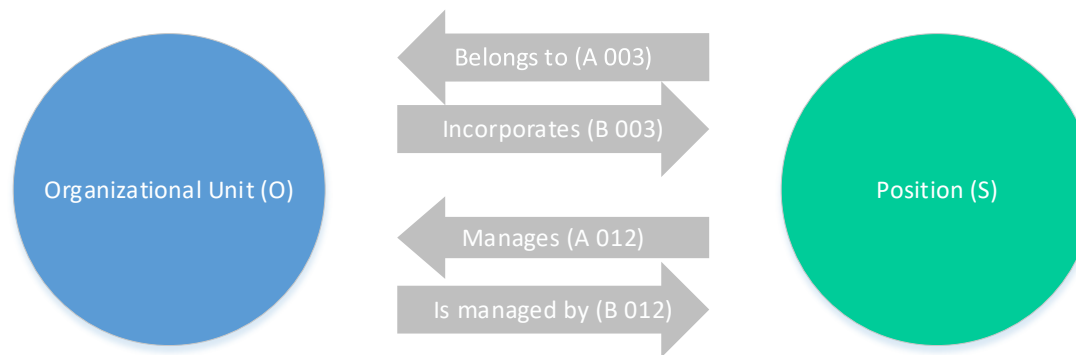 Belongs to (A 003)
Incorporates (B 003)
Organizational Unit (O)
Position (S)
Manages (A 012)
Is managed by (B 012)